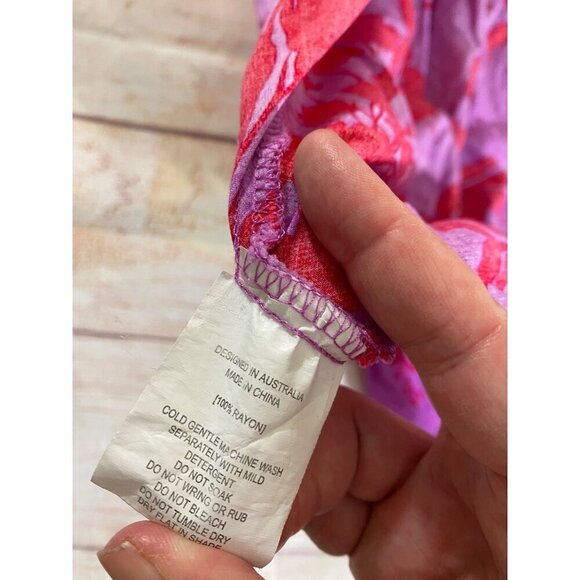 DESIGNED IN AUSTRALIA
MADE IN CHINA
[100% RAYON]
COLD GENTLE MACHINE WASH
SEPARATELY WITH MILD
DETERGENT
DO NOT SOAK
DO NOT WRING OR RUB
DO NOT BLEACH
DO NOT TUMBLE DRY
DRY FLAT IN SHADE